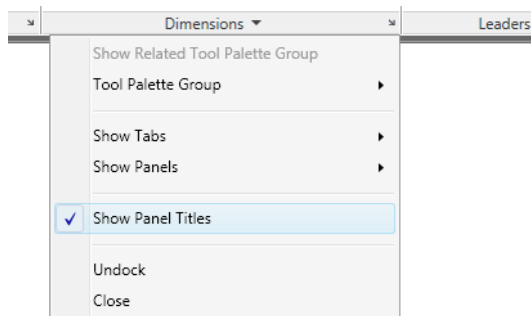 Dimensions
Leaders
Show Related Tool Palette Group
Tool Palette Group
Show Tabs
Show Panels
Show Panel Titles
Undock
Close